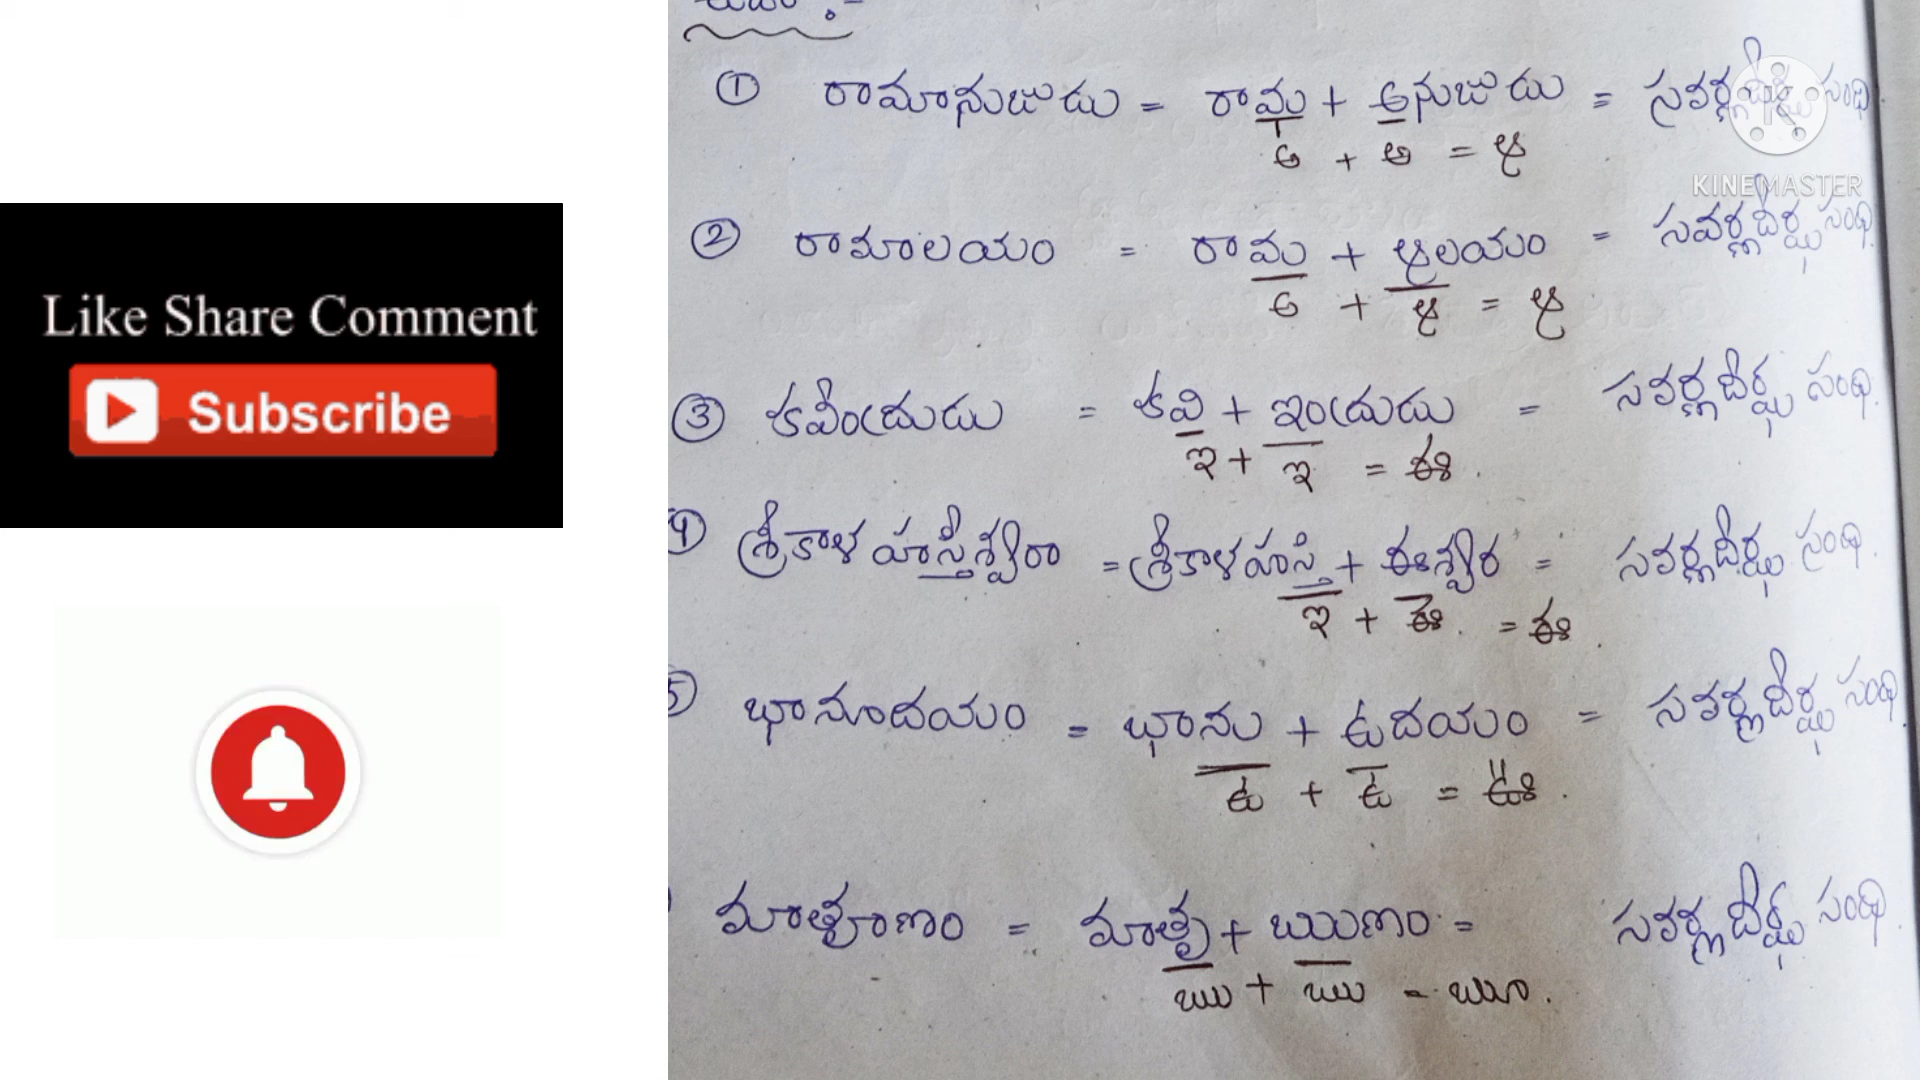 ఉదా :-
① రామానుజుడు = రామ + అనుజుడు = సవర్ణదీర్ఘ సంధి
అ + అ = ఆ
KINEMASTER
② రామాలయం = రామ + ఆలయం = సవర్ణదీర్ఘ సంధి.
అ + ఆ = ఆ
Like Share Comment
Subscribe
③ కవీంద్రుడు = కవి + ఇంద్రుడు = సవర్ణదీర్ఘ సంధి.
ఇ + ఇ = ఈ.
4 శ్రీకాళహస్తీశ్వరా = శ్రీకాళహస్తి + ఈశ్వర = సవర్ణదీర్ఘ సంధి.
ఇ + ఈ. = ఈ.
5 భానూదయం = భాను + ఉదయం = సవర్ణదీర్ఘ సంధి.
ఉ + ఉ = ఊ.
మాతౄణం = మాతృ + ఋణం = సవర్ణదీర్ఘ సంధి.
ఋ + ఋ = ౠ.